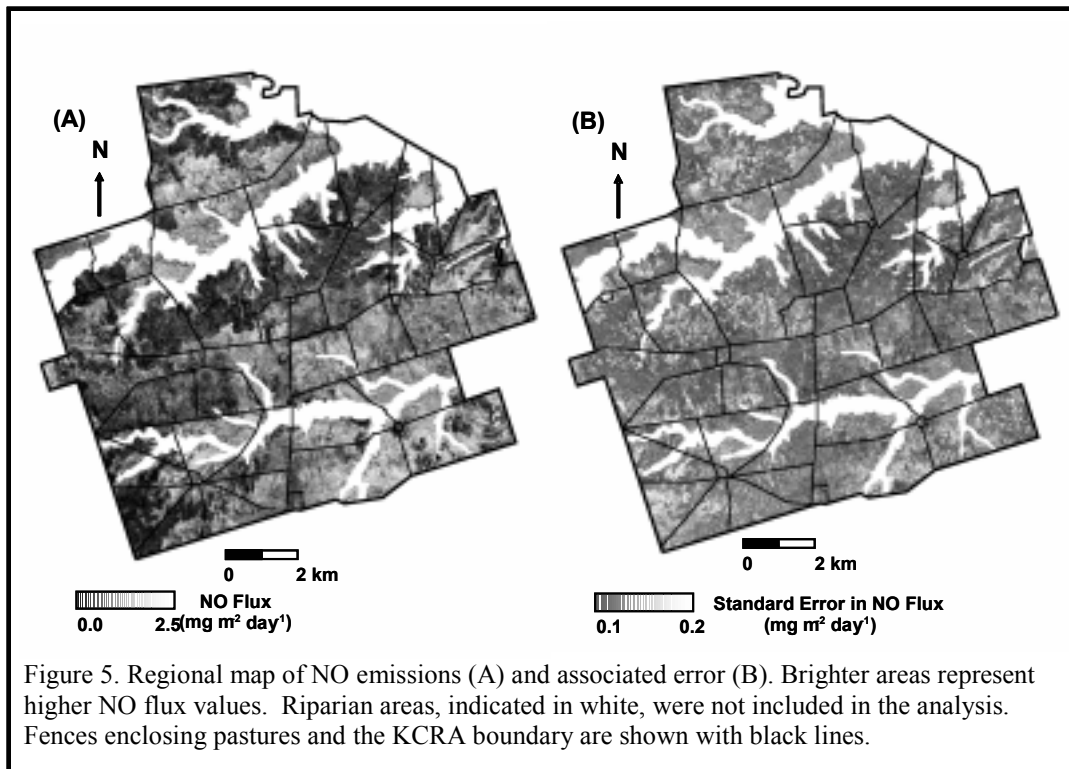 (A)
N
0 2 km
NO Flux
(mg m² day¹)
0.0 2.5
(B)
N
0 2 km
Standard Error in NO Flux
(mg m² day¹)
0.1 0.2
Figure 5. Regional map of NO emissions (A) and associated error (B). Brighter areas represent
higher NO flux values. Riparian areas, indicated in white, were not included in the analysis.
Fences enclosing pastures and the KCRA boundary are shown with black lines.